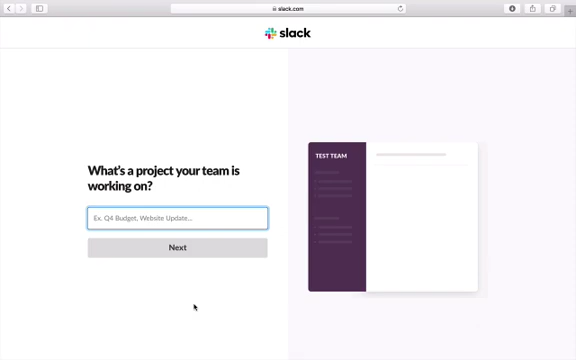 slack.com
slack
What's a project your team is
working on?
Ex. Q4 Budget, Website Update...
Next
TEST TEAM